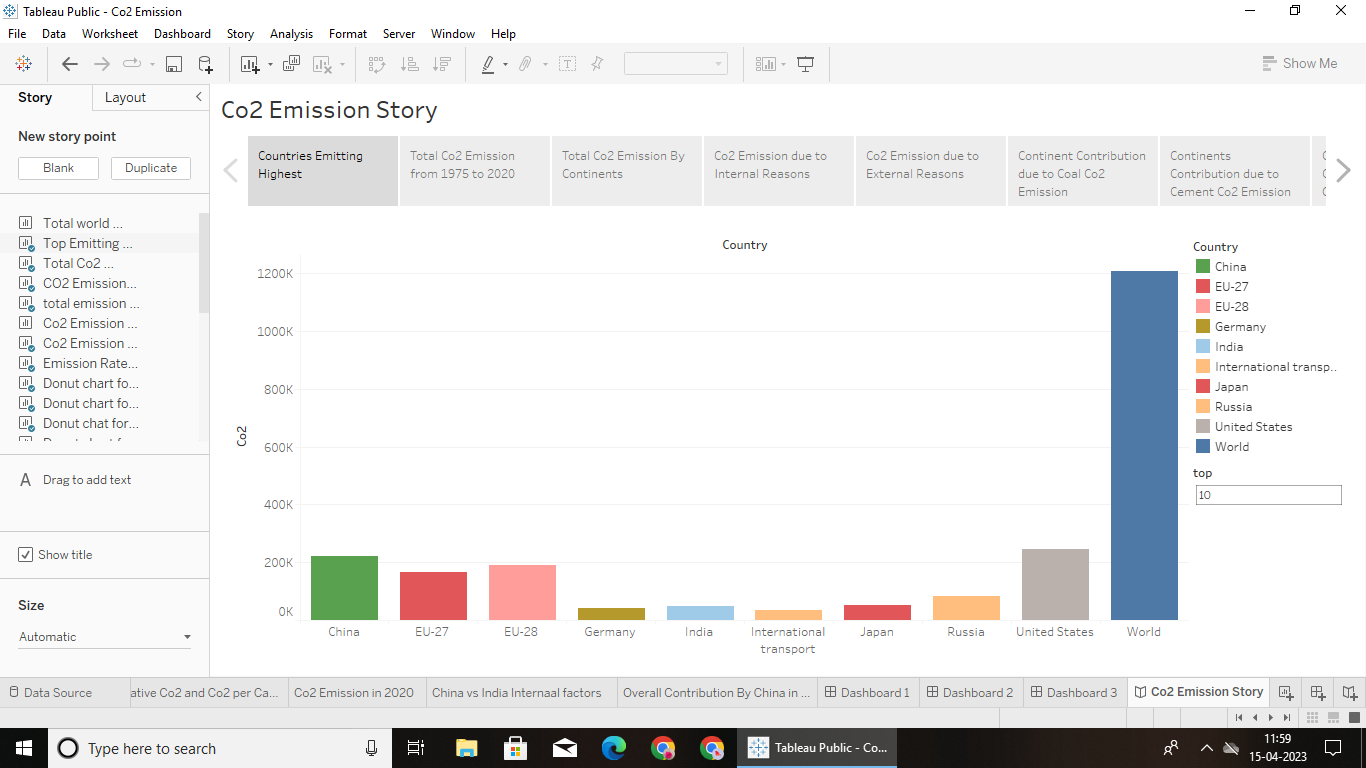 Tableau Public - Co2 Emission
File Data Worksheet Dashboard Story Analysis Format Server Window Help
Show Me
Story Layout
New story point
Blank Duplicate
Total world ...
Top Emitting ...
Total Co2 ...
CO2 Emission...
total emission ...
Co2 Emission ...
Co2 Emission ...
Emission Rate...
Donut chart fo...
Donut chart fo...
Donut chat for...
A Drag to add text
Show title
Size
Automatic
Co2 Emission Story
Countries Emitting
Highest
Total Co2 Emission
from 1975 to 2020
Total Co2 Emission By
Continents
Co2 Emission due to
Internal Reasons
Co2 Emission due to
External Reasons
Continent Contribution
due to Coal Co2
Emission
Continents
Contribution due to
Cement Co2 Emission
Country
1200K
1000K
800K
600K
400K
200K
0K
Co2
China EU-27 EU-28 Germany India International transport Japan Russia United States World
Country
China
EU-27
EU-28
Germany
India
International transp..
Japan
Russia
United States
World
top
10
Data Source ative Co2 and Co2 per Ca... Co2 Emission in 2020 China vs India Internaal factors Overall Contribution By China in ... Dashboard 1 Dashboard 2 Dashboard 3 Co2 Emission Story
Type here to search
Tableau Public - Co...
11:59
15-04-2023